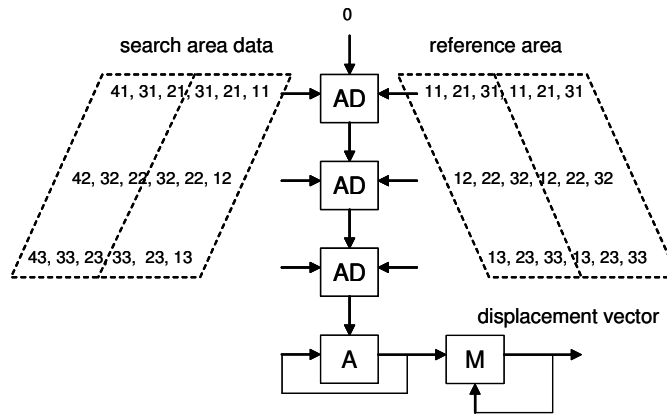 0
search area data
reference area
41, 31, 21, 31, 21, 11
AD
11, 21, 31, 11, 21, 31
42, 32, 22, 32, 22, 12
AD
12, 22, 32, 12, 22, 32
43, 33, 23, 33, 23, 13
AD
13, 23, 33, 13, 23, 33
displacement vector
A
M